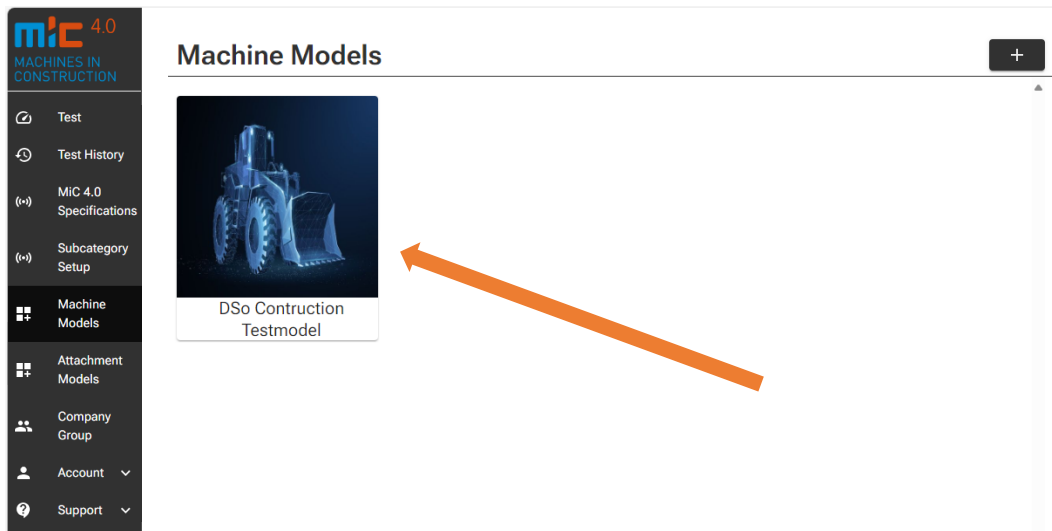 mic 4.0
MACHINES IN
CONSTRUCTION
Test
Test History
MiC 4.0
Specifications
Subcategory
Setup
Machine
Models
Attachment
Models
Company
Group
Account
Support
Machine Models
+
DSo Contruction
Testmodel